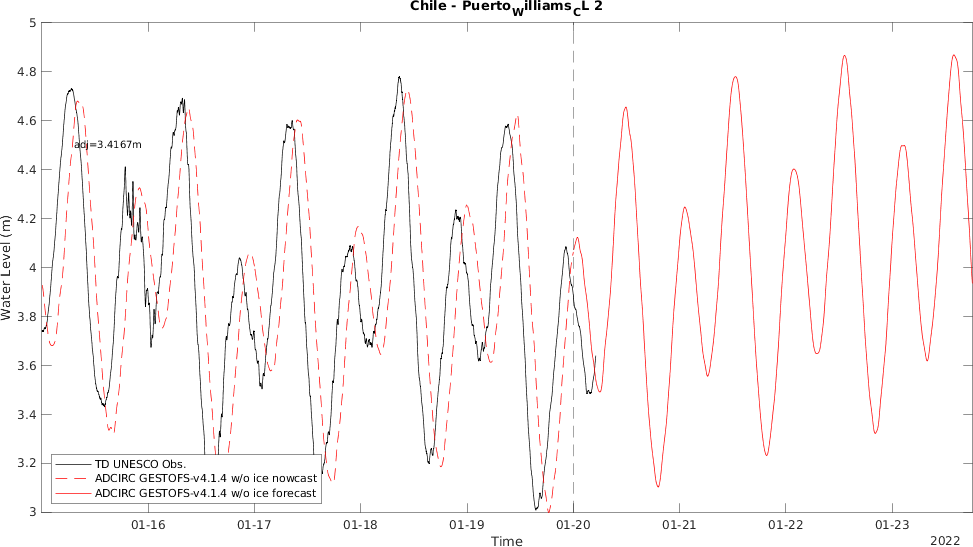 Chile - Puerto_Williams_CL 2
5
4.8
4.6
4.4
4.2
4
3.8
3.6
3.4
3.2
3
Water Level (m)
adj=3.4167m
TD UNESCO Obs.
ADCIRC GESTOFS-v4.1.4 w/o ice nowcast
ADCIRC GESTOFS-v4.1.4 w/o ice forecast
01-16 01-17 01-18 01-19 01-20 01-21 01-22 01-23
Time
2022